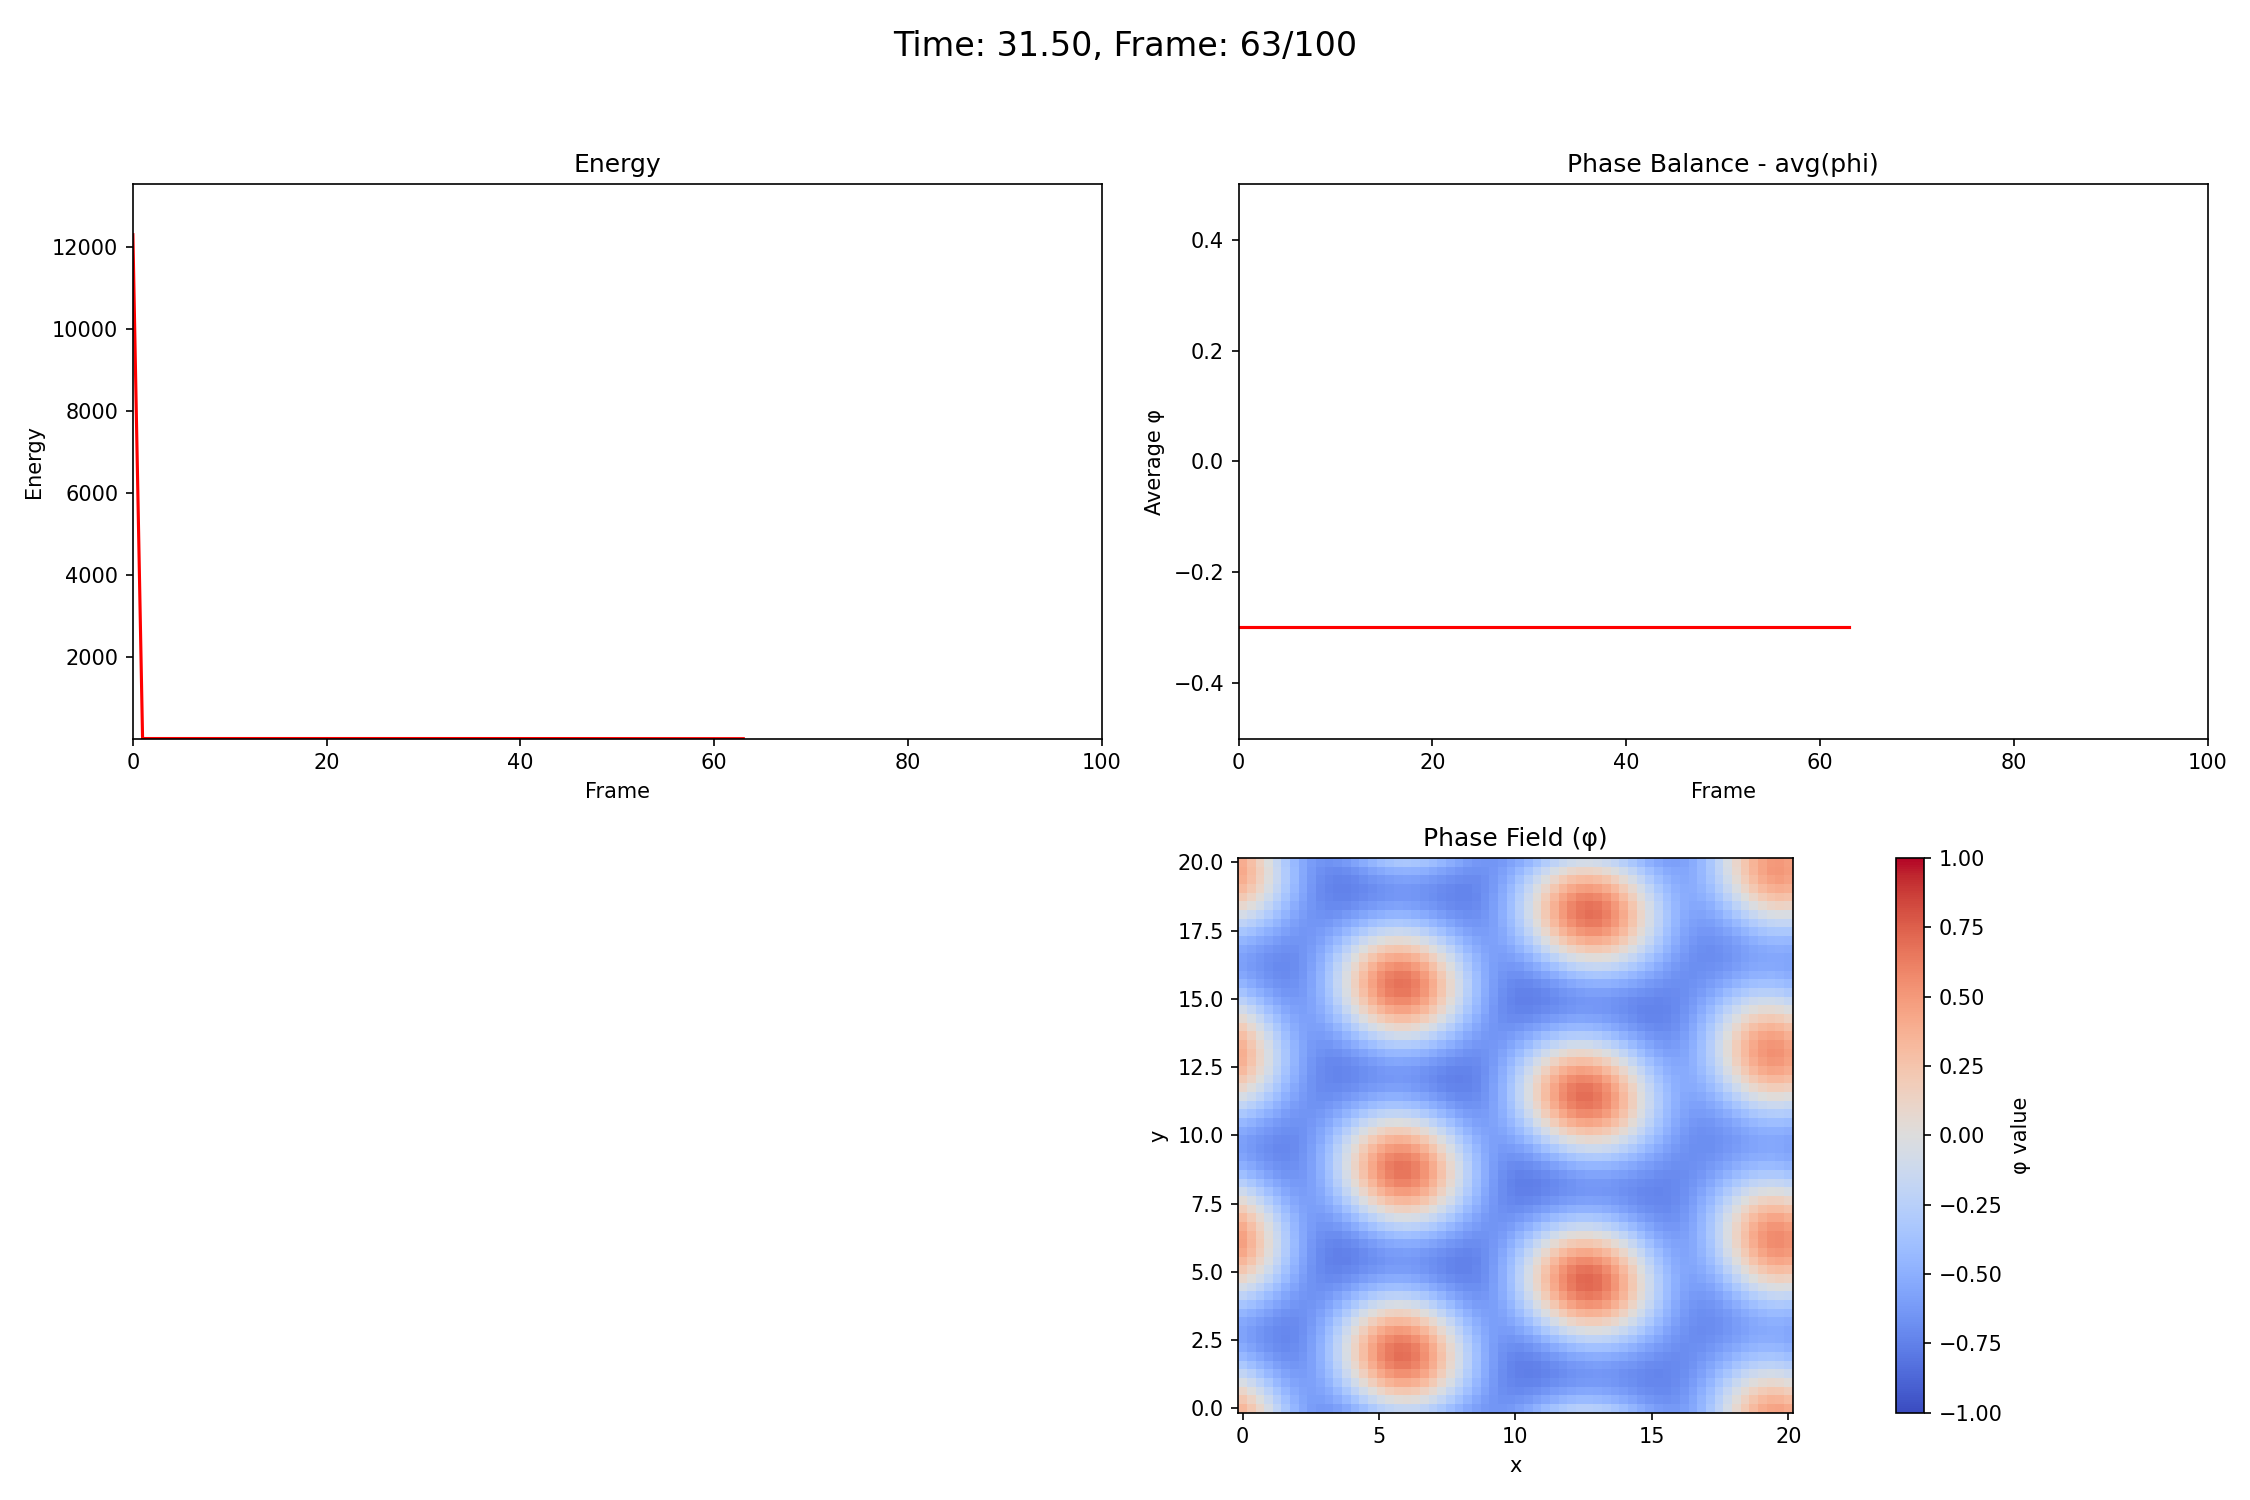 Time: 31.50, Frame: 63/100
Energy
Energy
12000
10000
8000
6000
4000
2000
0 20 40 60 80 100
Frame
Phase Balance - avg(phi)
Average φ
0.4
0.2
0.0
−0.2
−0.4
0 20 40 60 80 100
Frame
Phase Field (φ)
y
20.0
17.5
15.0
12.5
10.0
7.5
5.0
2.5
0.0
0 5 10 15 20
x
1.00
0.75
0.50
0.25
0.00
−0.25
−0.50
−0.75
−1.00
φ value